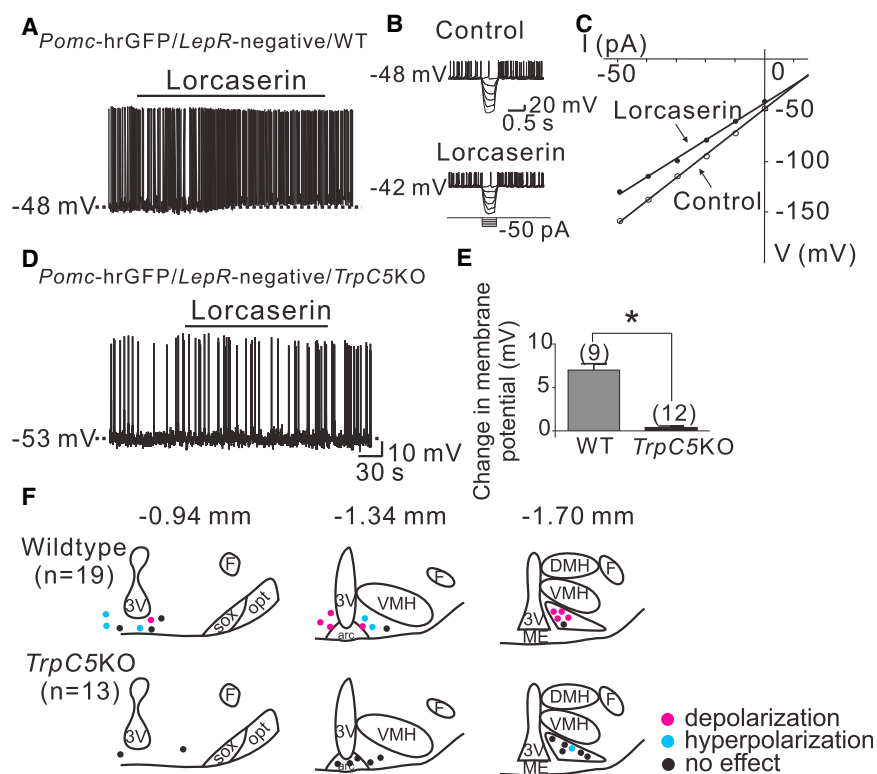 A
Pomc-hrGFP/LepR-negative/WT
Lorcaserin
-48 mV
B
Control
-48 mV
20 mV
0.5 s
Lorcaserin
-42 mV
-50 pA
C
I (pA)
-50
0
-50
Lorcaserin
-100
Control
-150
V (mV)
D
Pomc-hrGFP/LepR-negative/TrpC5KO
Lorcaserin
-53 mV
10 mV
30 s
E
Change in membrane
potential (mV)
10
5
0
*
(9)
(12)
WT
TrpC5KO
F
-0.94 mm
-1.34 mm
-1.70 mm
Wildtype
(n=19)
3V
F
sox
opt
3V
VMH
F
arc
DMH
F
VMH
3V
ME
TrpC5KO
(n=13)
3V
F
sox
opt
3V
VMH
F
arc
DMH
F
VMH
3V
ME
depolarization
hyperpolarization
no effect